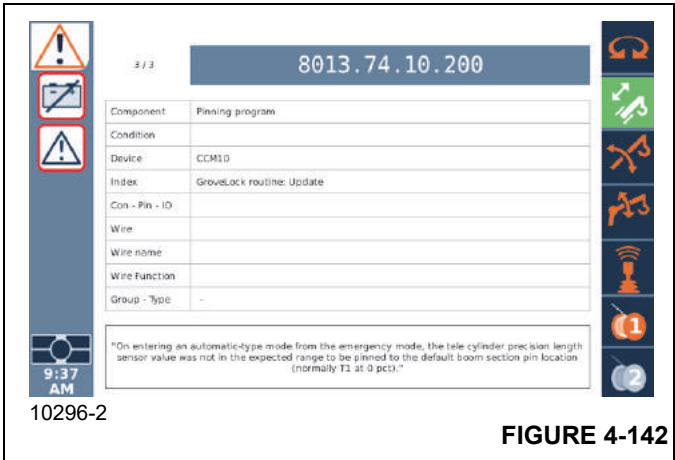 3/3
8013.74.10.200
Component Pinning program
Condition
Device CCM10
Index GroveLock routine: Update
Con - Pin - IO
Wire
Wire name
Wire Function
Group - Type -
"On entering an automatic-type mode from the emergency mode, the tele cylinder precision length
sensor value was not in the expected range to be pinned to the default boom section pin location
(normally T1 at 0 pct)."
1
2
9:37
AM
10296-2
FIGURE 4-142